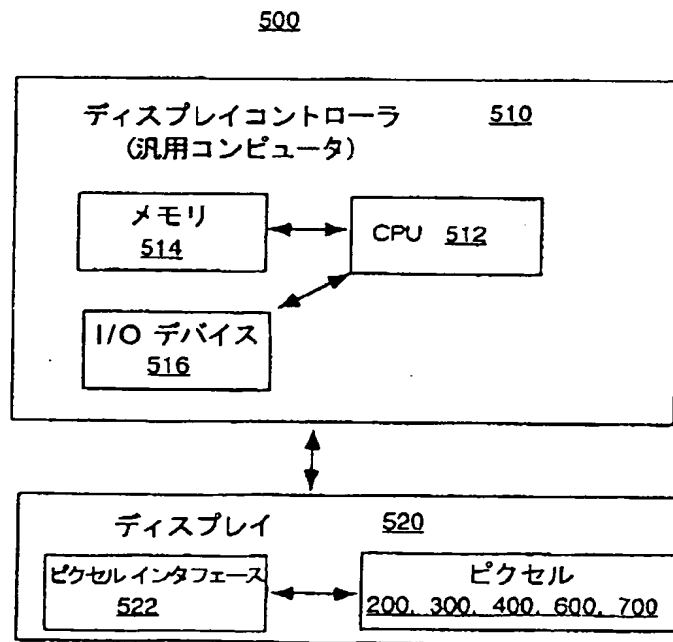 500
ディスプレイコントローラ 510
(汎用コンピュータ)
メモリ
514
CPU 512
I/O デバイス
516
ディスプレイ 520
ピクセル インタフェース
522
ピクセル
200, 300, 400, 600, 700